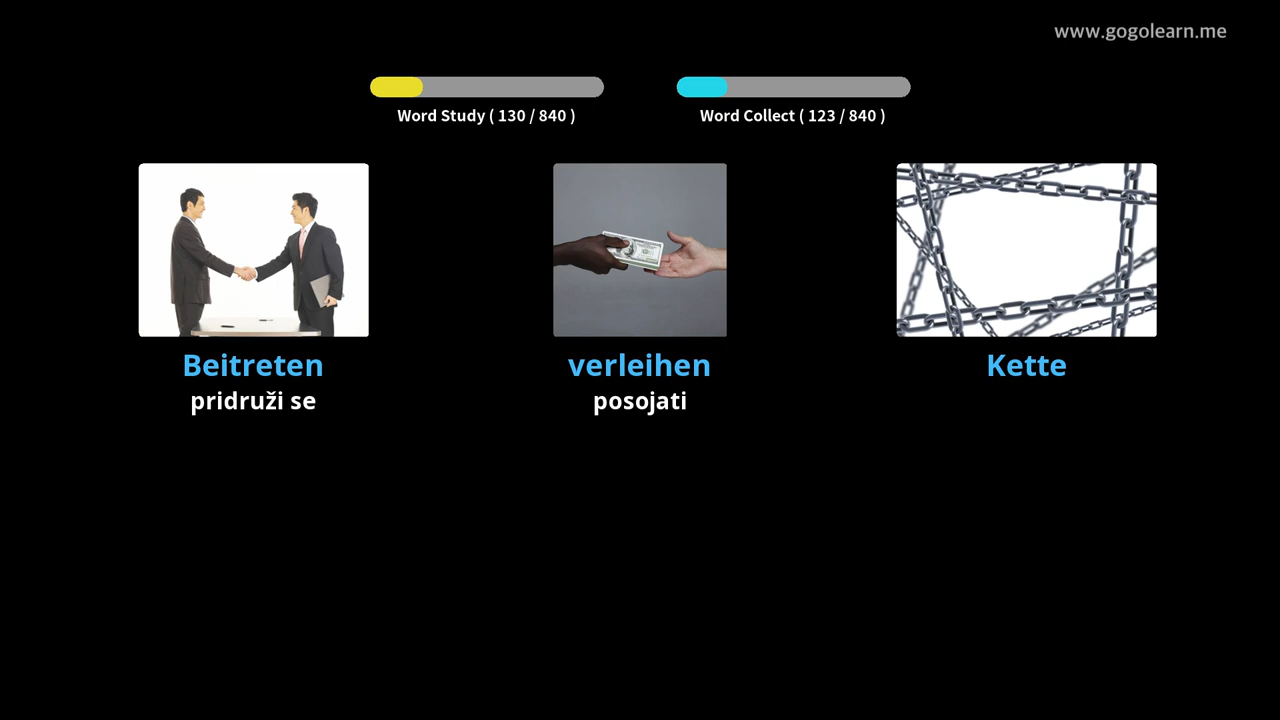 www.gogolearn.me
Word Study ( 130 / 840 )
Word Collect ( 123 / 840 )
Beitreten
pridruži se
verleihen
posojati
Kette